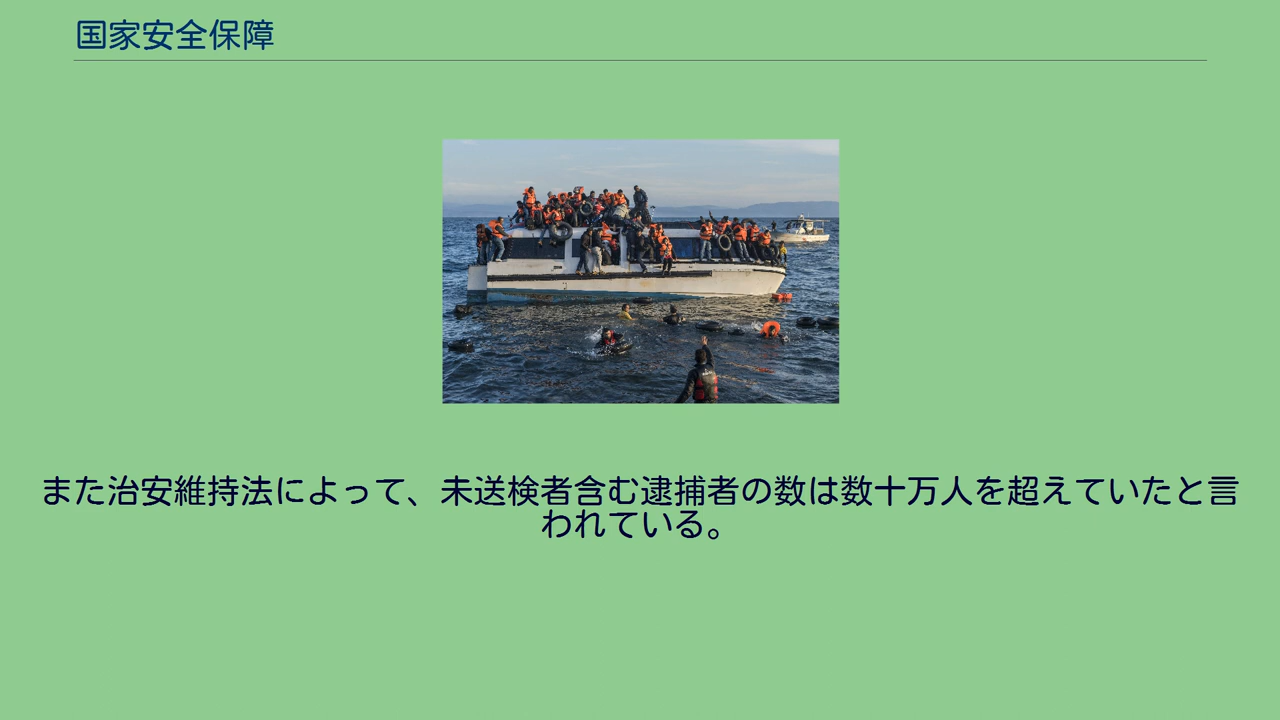 国家安全保障
また治安維持法によって、未送検者含む逮捕者の数は数十万人を超えていたと言
われている。